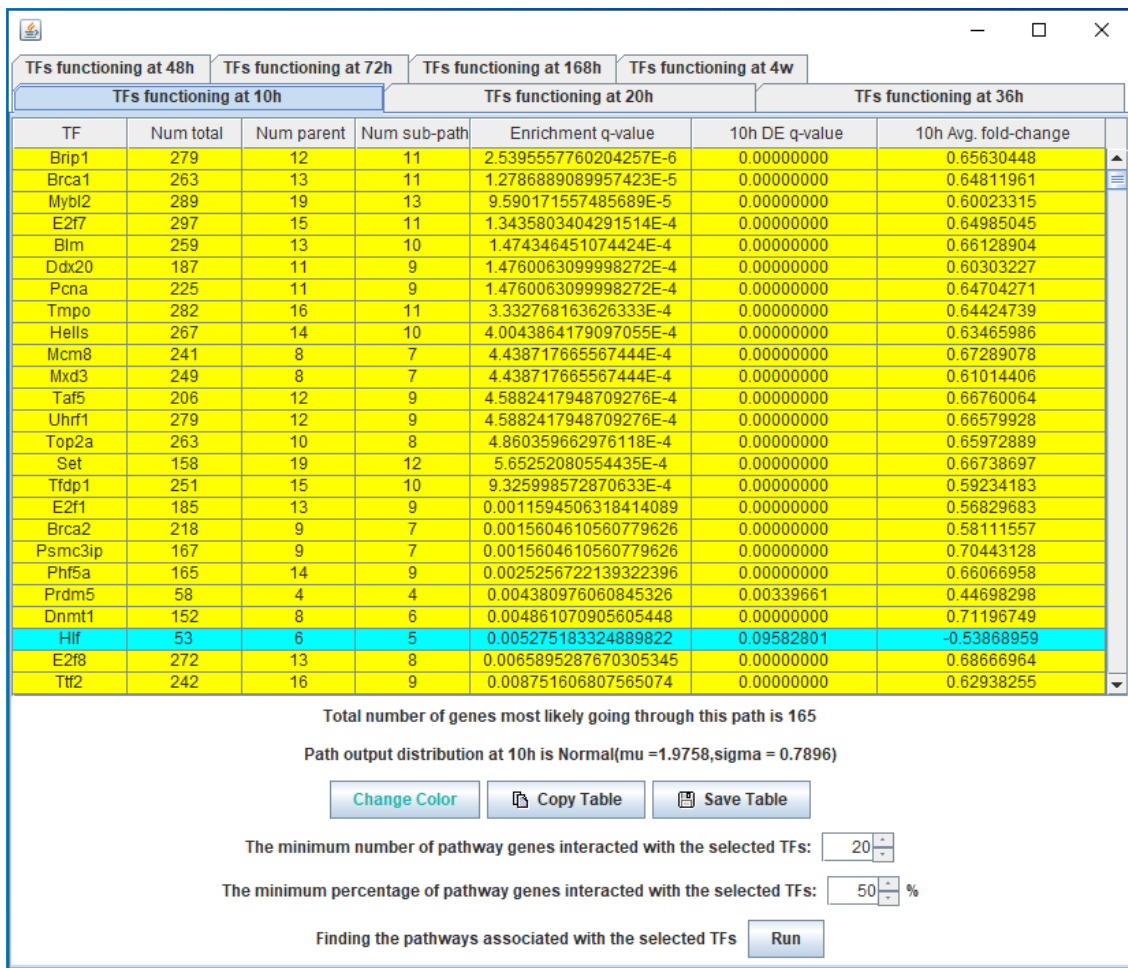 TFs functioning at 48h TFs functioning at 72h TFs functioning at 168h TFs functioning at 4w
TFs functioning at 10h TFs functioning at 20h TFs functioning at 36h
TF Num total Num parent Num sub-path Enrichment q-value 10h DE q-value 10h Avg. fold-change
Brip1 279 12 11 2.5395557760204257E-6 0.00000000 0.65630448
Brca1 263 13 11 1.2786889089957423E-5 0.00000000 0.64811961
Mybl2 289 19 13 9.590171557485689E-5 0.00000000 0.60023315
E2f7 297 15 11 1.3435803404291514E-4 0.00000000 0.64985045
Blm 259 13 10 1.474346451074424E-4 0.00000000 0.66128904
Ddx20 187 11 9 1.4760063099998272E-4 0.00000000 0.60303227
Pcna 225 11 9 1.4760063099998272E-4 0.00000000 0.64704271
Tmpo 282 16 11 3.332768163626333E-4 0.00000000 0.64424739
Hells 267 14 10 4.0043864179097055E-4 0.00000000 0.63465986
Mcm8 241 8 7 4.438717665567444E-4 0.00000000 0.67289078
Mxd3 249 8 7 4.438717665567444E-4 0.00000000 0.61014406
Taf5 206 12 9 4.5882417948709276E-4 0.00000000 0.66760064
Uhrf1 279 12 9 4.5882417948709276E-4 0.00000000 0.66579928
Top2a 263 10 8 4.860359662976118E-4 0.00000000 0.65972889
Set 158 19 12 5.65252080554435E-4 0.00000000 0.66738697
Tfdp1 251 15 10 9.325998572870633E-4 0.00000000 0.59234183
E2f1 185 13 9 0.0011594506318414089 0.00000000 0.56829683
Brca2 218 9 7 0.0015604610560779626 0.00000000 0.58111557
Psmc3ip 167 9 7 0.0015604610560779626 0.00000000 0.70443128
Phf5a 165 14 9 0.0025256722139322396 0.00000000 0.66066958
Prdm5 58 4 4 0.004380976060845326 0.00339661 0.44698298
Dnmt1 152 8 6 0.004861070905605448 0.00000000 0.71196749
Hlf 53 6 5 0.005275183324889822 0.09582801 -0.53868959
E2f8 272 13 8 0.0065895287670305345 0.00000000 0.68666964
Ttf2 242 16 9 0.008751606807565074 0.00000000 0.62938255
Total number of genes most likely going through this path is 165
Path output distribution at 10h is Normal(mu =1.9758,sigma = 0.7896)
Change Color Copy Table Save Table
The minimum number of pathway genes interacted with the selected TFs: 20
The minimum percentage of pathway genes interacted with the selected TFs: 50 %
Finding the pathways associated with the selected TFs Run